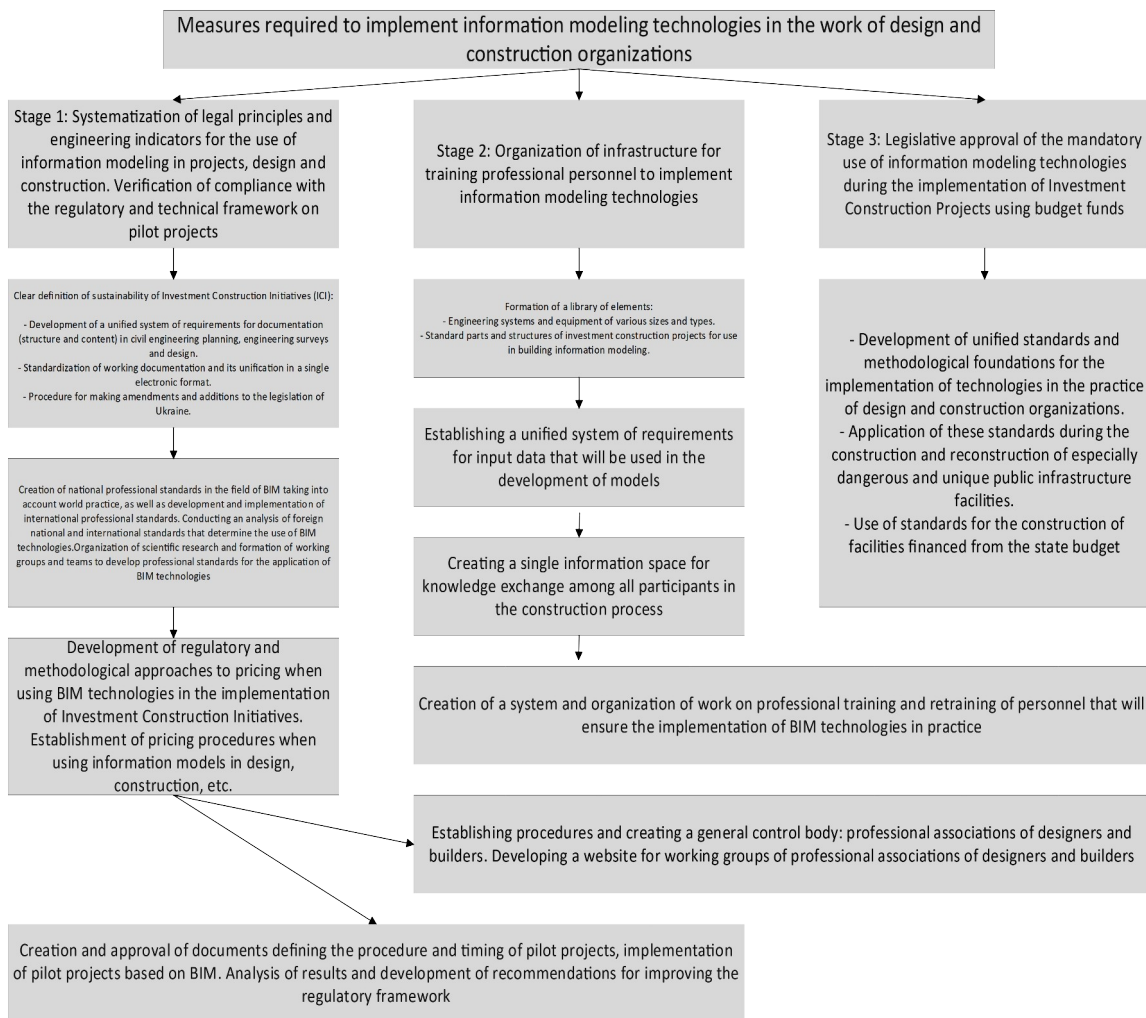 Measures required to implement information modeling technologies in the work of design and
construction organizations
Stage 1: Systematization of legal principles and
engineering indicators for the use of
information modeling in projects, design and
construction. Verification of compliance with
the regulatory and technical framework on
pilot projects
Clear definition of sustainability of Investment Construction Initiatives (ICI):
- Development of a unified system of requirements for documentation
(structure and content) in civil engineering planning, engineering surveys
and design.
- Standardization of working documentation and its unification in a single
electronic format.
- Procedure for making amendments and additions to the legislation of
Ukraine.
Creation of national professional standards in the field of BIM taking into
account world practice, as well as development and implementation of
international professional standards. Conducting an analysis of foreign
national and international standards that determine the use of BIM
technologies.Organization of scientific research and formation of working
groups and teams to develop professional standards for the application of
BIM technologies
Development of regulatory and
methodological approaches to pricing when
using BIM technologies in the implementation
of Investment Construction Initiatives.
Establishment of pricing procedures when
using information models in design,
construction, etc.
Stage 2: Organization of infrastructure for
training professional personnel to implement
information modeling technologies
Formation of a library of elements:
- Engineering systems and equipment of various sizes and types.
- Standard parts and structures of investment construction projects for use
in building information modeling.
Establishing a unified system of requirements
for input data that will be used in the
development of models
Creating a single information space for
knowledge exchange among all participants in
the construction process
Creation of a system and organization of work on professional training and retraining of personnel that will
ensure the implementation of BIM technologies in practice
Establishing procedures and creating a general control body: professional associations of designers and
builders. Developing a website for working groups of professional associations of designers and builders
Stage 3: Legislative approval of the mandatory
use of information modeling technologies
during the implementation of Investment
Construction Projects using budget funds
- Development of unified standards and
methodological foundations for the
implementation of technologies in the practice
of design and construction organizations.
- Application of these standards during the
construction and reconstruction of especially
dangerous and unique public infrastructure
facilities.
- Use of standards for the construction of
facilities financed from the state budget
Creation and approval of documents defining the procedure and timing of pilot projects, implementation
of pilot projects based on BIM. Analysis of results and development of recommendations for improving the
regulatory framework